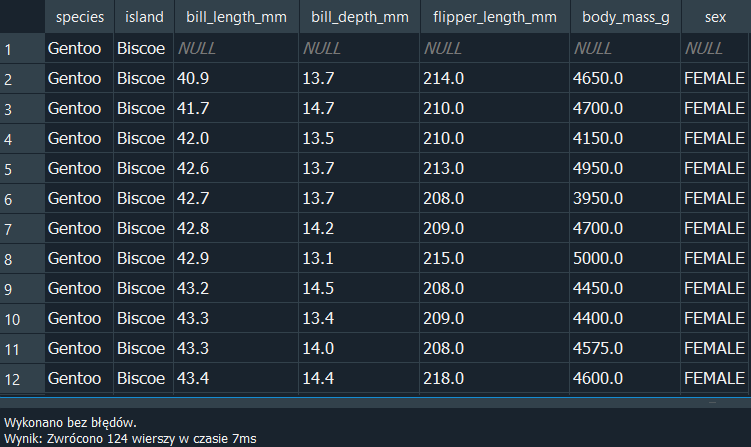 species island bill_length_mm bill_depth_mm flipper_length_mm body_mass_g sex
1 Gentoo Biscoe NULL NULL NULL NULL NULL
2 Gentoo Biscoe 40.9 13.7 214.0 4650.0 FEMALE
3 Gentoo Biscoe 41.7 14.7 210.0 4700.0 FEMALE
4 Gentoo Biscoe 42.0 13.5 210.0 4150.0 FEMALE
5 Gentoo Biscoe 42.6 13.7 213.0 4950.0 FEMALE
6 Gentoo Biscoe 42.7 13.7 208.0 3950.0 FEMALE
7 Gentoo Biscoe 42.8 14.2 209.0 4700.0 FEMALE
8 Gentoo Biscoe 42.9 13.1 215.0 5000.0 FEMALE
9 Gentoo Biscoe 43.2 14.5 208.0 4450.0 FEMALE
10 Gentoo Biscoe 43.3 13.4 209.0 4400.0 FEMALE
11 Gentoo Biscoe 43.3 14.0 208.0 4575.0 FEMALE
12 Gentoo Biscoe 43.4 14.4 218.0 4600.0 FEMALE
Wykonano bez błędów.
Wynik: Zwrócono 124 wierszy w czasie 7ms